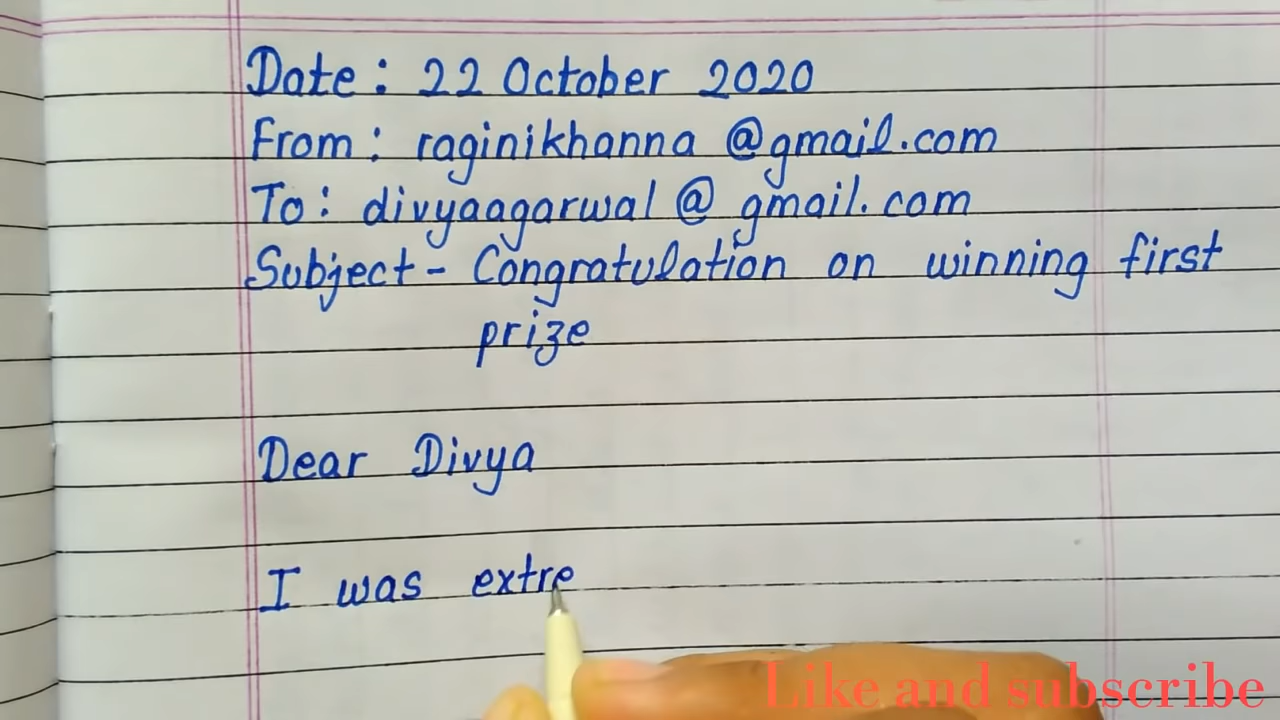 Date : 22 October 2020
From : raginikhanna @gmail.com
To : divyaagarwal @ gmail. com
Subject - Congratulation on winning first
prize
Dear Divya
I was extre
Like and subscribe